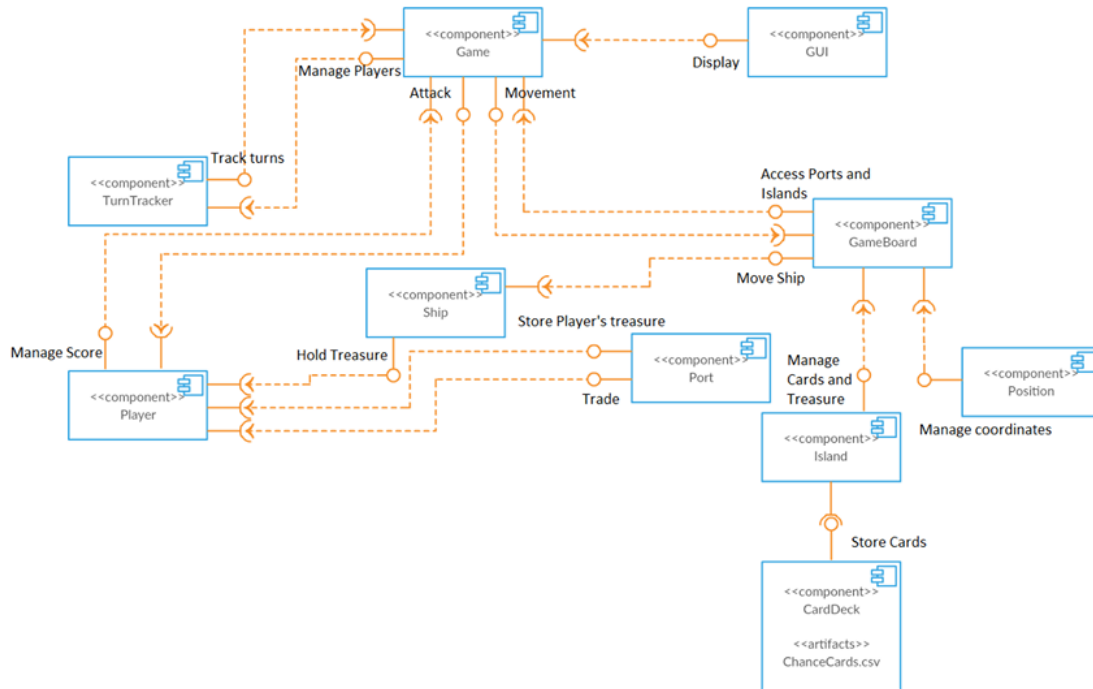 <<component>>
Game
<<component>>
GUI
Display
Manage Players
Attack
Movement
Track turns
<<component>>
TurnTracker
Access Ports and
Islands
<<component>>
GameBoard
Move Ship
<<component>>
Ship
Store Player's treasure
Manage Score
Hold Treasure
<<component>>
Port
Trade
<<component>>
Player
Manage
Cards and
Treasure
<<component>>
Position
Manage coordinates
<<component>>
Island
Store Cards
<<component>>
CardDeck
<<artifacts>>
ChanceCards.csv